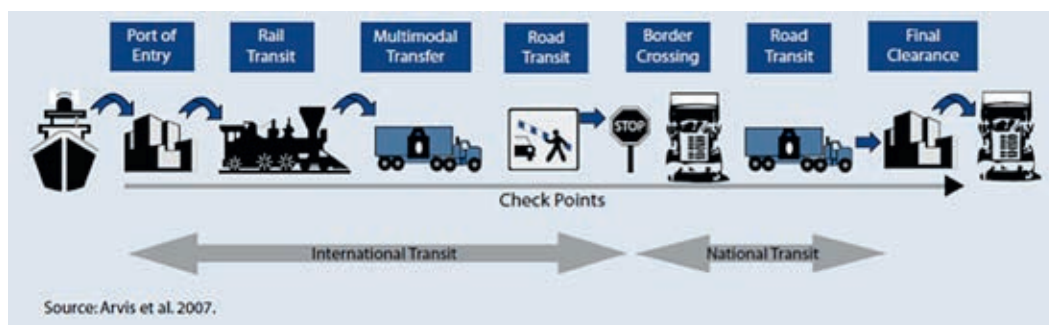 Port of
Entry
Rail
Transit
Multimodal
Transfer
Road
Transit
Border
Crossing
Road
Transit
Final
Clearance
STOP
Check Points
International Transit
National Transit
Source: Arvis et al. 2007.